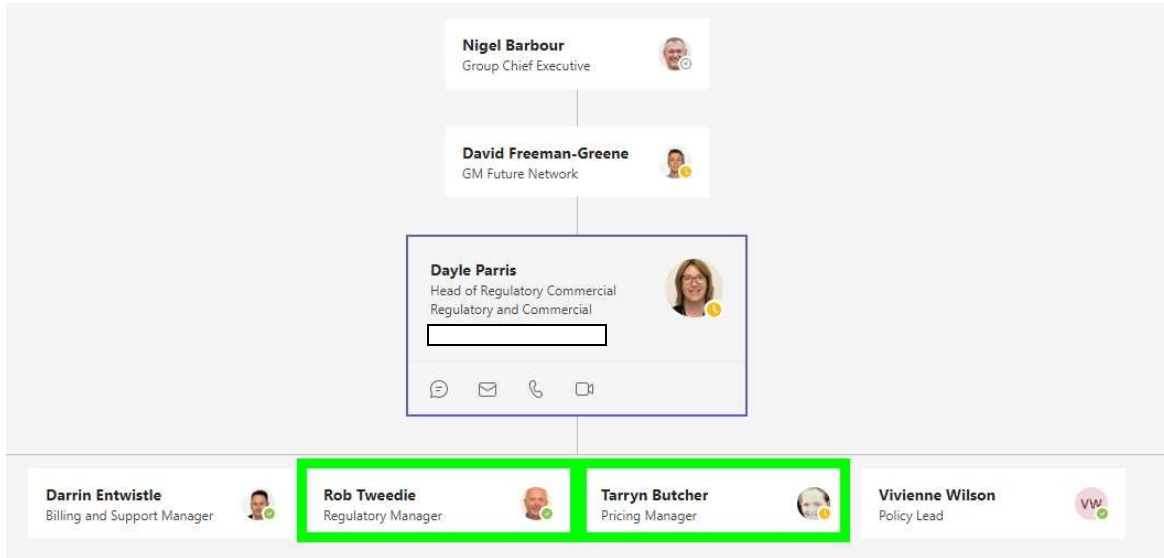 Nigel Barbour
Group Chief Executive
David Freeman-Greene
GM Future Network
Dayle Parris
Head of Regulatory Commercial
Regulatory and Commercial
Darrin Entwistle
Billing and Support Manager
Rob Tweedie
Regulatory Manager
Tarryn Butcher
Pricing Manager
Vivienne Wilson
Policy Lead
VW